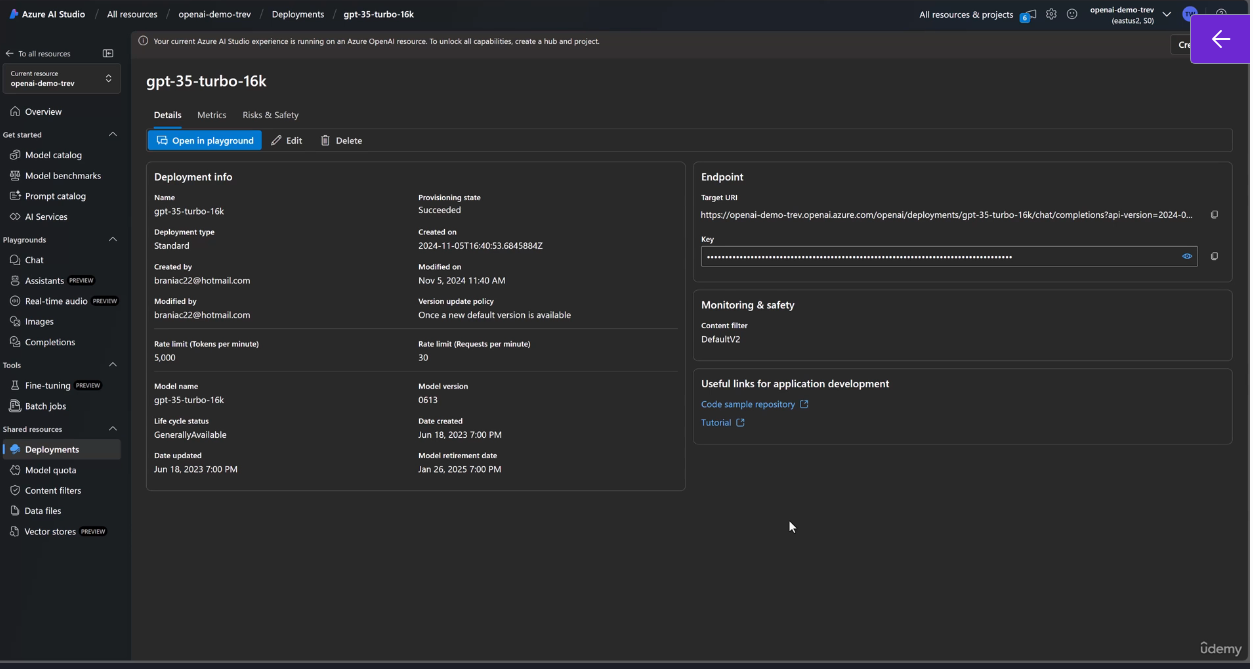 Azure AI Studio / All resources / openai-demo-trev / Deployments / gpt-35-turbo-16k
All resources & projects 6 openai-demo-trev (eastus2, S0) TW
Your current Azure AI Studio experience is running on an Azure OpenAI resource. To unlock all capabilities, create a hub and project.
To all resources
Current resource
openai-demo-trev
Overview
Get started
Model catalog
Model benchmarks
Prompt catalog
AI Services
Playgrounds
Chat
Assistants PREVIEW
Real-time audio PREVIEW
Images
Completions
Tools
Fine-tuning PREVIEW
Batch jobs
Shared resources
Deployments
Model quota
Content filters
Data files
Vector stores PREVIEW
gpt-35-turbo-16k
Details Metrics Risks & Safety
Open in playground Edit Delete
Deployment info
Name
gpt-35-turbo-16k
Provisioning state
Succeeded
Deployment type
Standard
Created on
2024-11-05T16:40:53.6845884Z
Created by
braniac22@hotmail.com
Modified on
Nov 5, 2024 11:40 AM
Modified by
braniac22@hotmail.com
Version update policy
Once a new default version is available
Rate limit (Tokens per minute)
5,000
Rate limit (Requests per minute)
30
Model name
gpt-35-turbo-16k
Model version
0613
Life cycle status
GenerallyAvailable
Date created
Jun 18, 2023 7:00 PM
Date updated
Jun 18, 2023 7:00 PM
Model retirement date
Jan 26, 2025 7:00 PM
Endpoint
Target URI
https://openai-demo-trev.openai.azure.com/openai/deployments/gpt-35-turbo-16k/chat/completions?api-version=2024-0...
Key
Monitoring & safety
Content filter
DefaultV2
Useful links for application development
Code sample repository
Tutorial
ûdemy